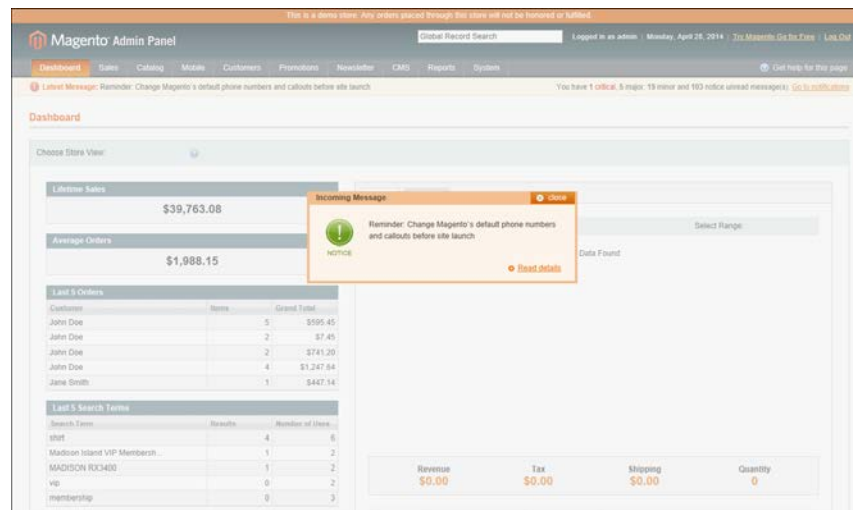 This is a demo store. Any orders placed through this store will not be honored or fulfilled.
Magento Admin Panel
Global Record Search
Logged in as admin | Monday, April 28, 2014 | Try Magento Go for Free | Log Out
Dashboard Sales Catalog Mobile Customers Promotions Newsletter CMS Reports System
Get help for this page
Latest Message: Reminder: Change Magento's default phone numbers and callouts before site launch
You have 1 critical, 5 major, 19 minor and 103 notice unread message(s). Go to notifications
Dashboard
Choose Store View:
Lifetime Sales
$39,763.08
Average Orders
$1,988.15
Incoming Message
close
Reminder: Change Magento's default phone numbers
and callouts before site launch
NOTICE
Read details
Select Range:
Data Found
Last 5 Orders
Customer Items Grand Total
John Doe 5 $595.45
John Doe 2 $7.45
John Doe 2 $741.20
John Doe 4 $1,247.64
Jane Smith 1 $447.14
Last 5 Search Terms
Search Term Results Number of Uses
shirt 4 6
Madison Island VIP Membersh... 1 2
MADISON RX3400 1 2
vip 0 2
membership 0 3
Revenue Tax Shipping Quantity
$0.00 $0.00 $0.00 0